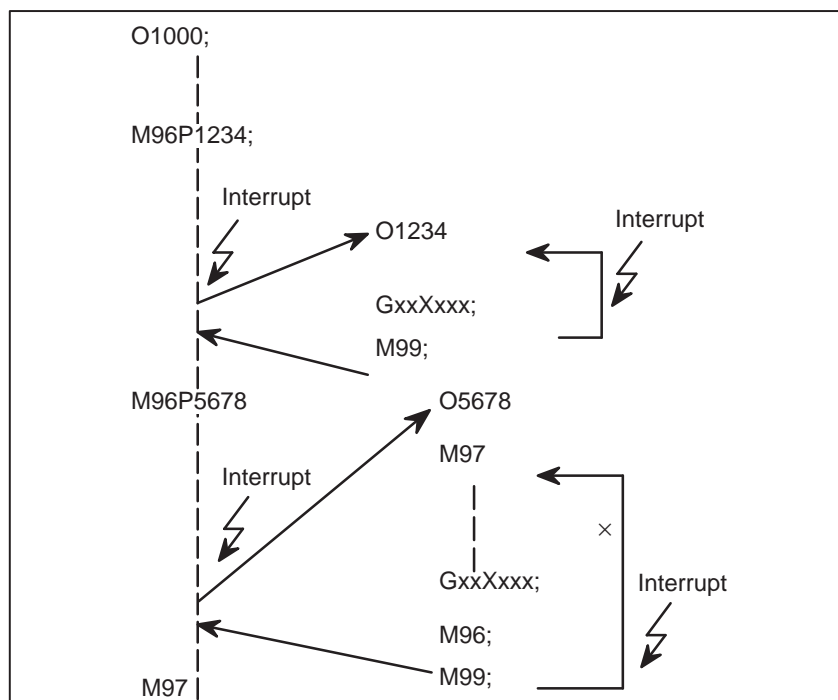 O1000;
M96P1234;
Interrupt
O1234
Interrupt
GxxXxxx;
M99;
M96P5678
O5678
M97
Interrupt
×
GxxXxxx;
Interrupt
M96;
M99;
M97